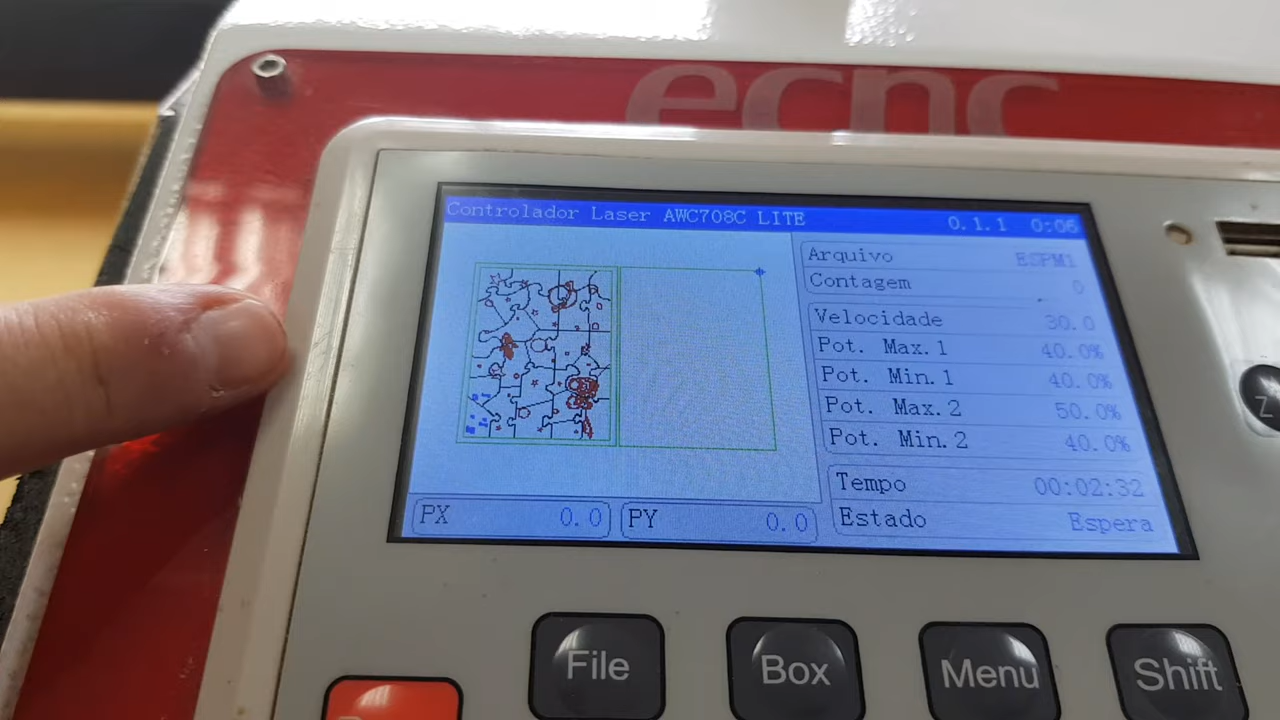 ecnc
Controlador Laser AWC708C LITE 0.1.1 0:06
Arquivo ESPM1
Contagem 0
Velocidade 30.0
Pot. Max.1 40.0%
Pot. Min.1 40.0%
Pot. Max.2 50.0%
Pot. Min.2 40.0%
Tempo 00:02:32
Estado Espera
PX 0.0 PY 0.0
Z
File Box Menu Shift